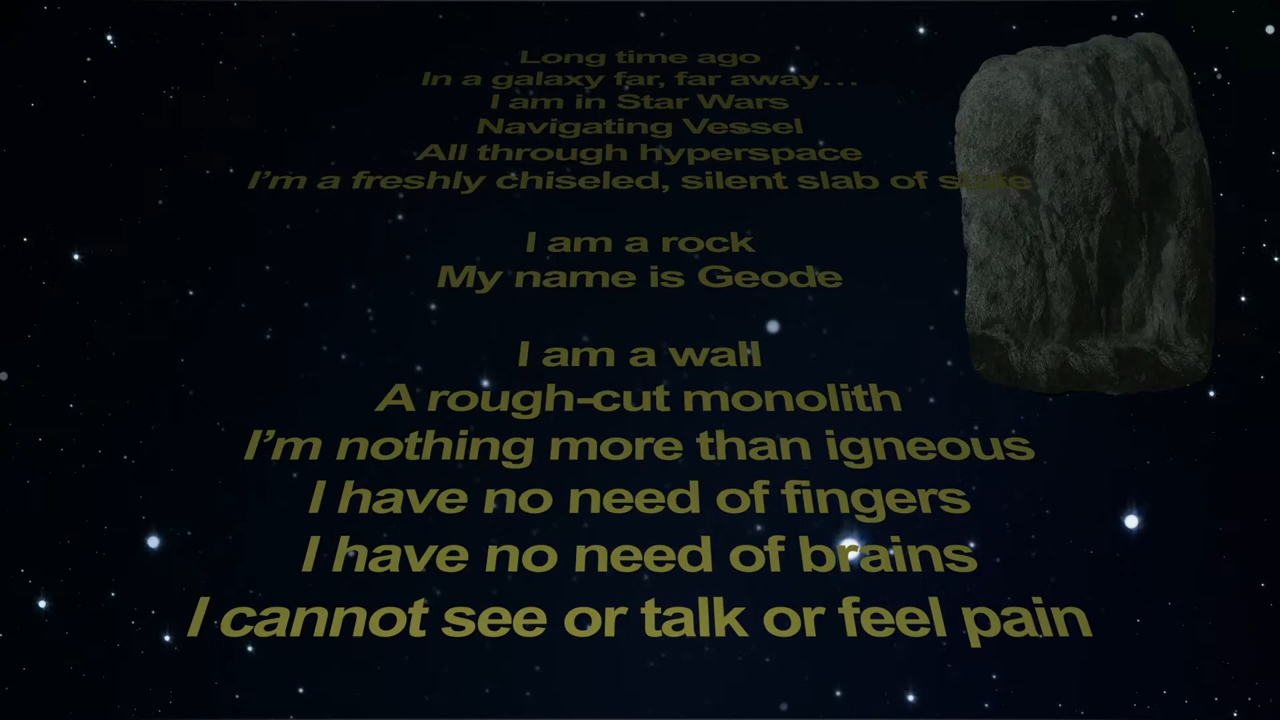 Long time ago
In a galaxy far, far away…
I am in Star Wars
Navigating Vessel
All through hyperspace
I’m a freshly chiseled, silent slab of slate
I am a rock
My name is Geode
I am a wall
A rough-cut monolith
I’m nothing more than igneous
I have no need of fingers
I have no need of brains
I cannot see or talk or feel pain